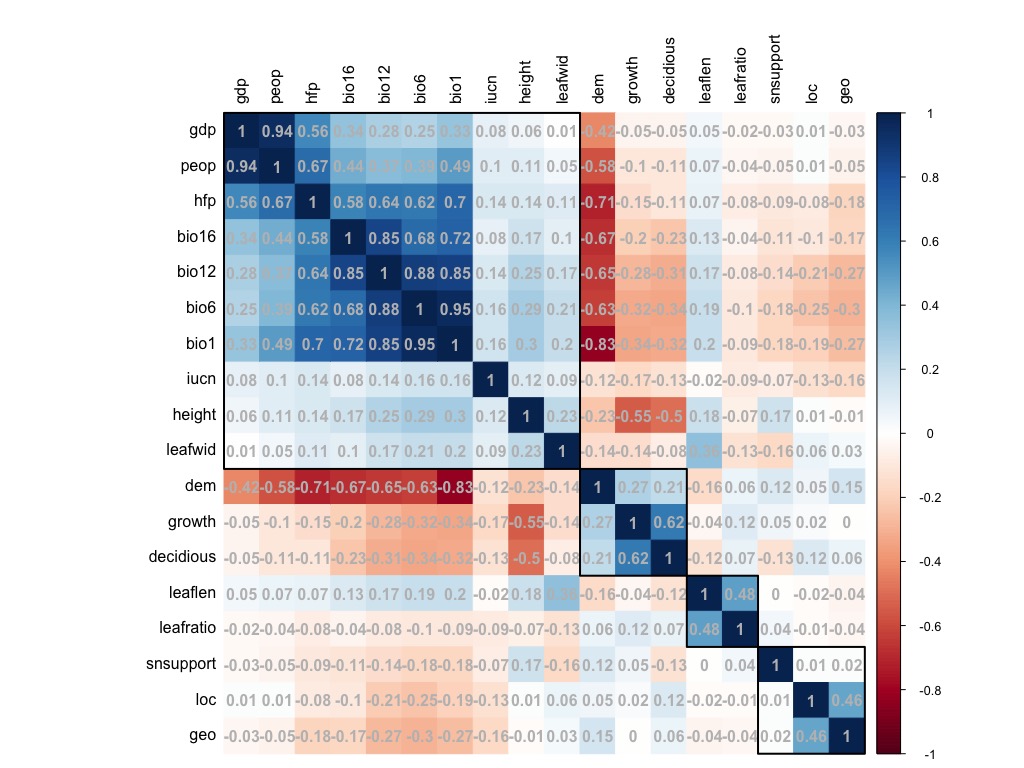 gdp peop hfp bio16 bio12 bio6 bio1 iucn height leafwid dem growth decidious leaflen leafratio snsupport loc geo
gdp 1 0.94 0.56 0.34 0.28 0.25 0.33 0.08 0.06 0.01 -0.42 -0.05 -0.05 0.05 -0.02 -0.03 0.01 -0.03
peop 0.94 1 0.67 0.44 0.49 0.1 0.11 0.05 -0.58 -0.1 -0.11 0.07 -0.04 -0.05 0.01 -0.05
hfp 0.56 0.67 1 0.58 0.64 0.62 0.7 0.14 0.14 0.11 -0.71 -0.15 -0.11 0.07 -0.08 -0.09 -0.08 -0.18
bio16 0.34 0.44 0.58 1 0.85 0.68 0.72 0.08 0.17 0.1 -0.67 -0.2 -0.23 0.13 -0.04 -0.11 -0.1 -0.17
bio12 0.28 0.64 0.85 1 0.88 0.85 0.14 0.25 0.17 -0.65 -0.28 -0.31 0.17 -0.08 -0.14 -0.21 -0.27
bio6 0.25 0.62 0.68 0.88 1 0.95 0.16 0.29 0.21 -0.63 -0.32 -0.34 0.19 -0.1 -0.18 -0.25 -0.3
bio1 0.33 0.49 0.7 0.72 0.85 0.95 1 0.16 0.3 0.2 -0.83 -0.34 -0.32 0.2 -0.09 -0.18 -0.19 -0.27
iucn 0.08 0.1 0.14 0.08 0.14 0.16 0.16 1 0.12 0.09 -0.12 -0.17 -0.13 -0.02 -0.09 -0.07 -0.13 -0.16
height 0.06 0.11 0.14 0.17 0.25 0.29 0.3 0.12 1 0.23 -0.23 -0.55 -0.5 0.18 -0.07 0.17 0.01 -0.01
leafwid 0.01 0.05 0.11 0.1 0.17 0.21 0.2 0.09 0.23 1 -0.14 -0.14 -0.08 -0.13 -0.16 0.06 0.03
dem -0.42 -0.58 -0.71 -0.67 -0.65 -0.63 -0.83 -0.12 -0.23 -0.14 1 0.27 0.21 -0.16 0.06 0.12 0.05 0.15
growth -0.05 -0.1 -0.15 -0.2 -0.28 -0.32 -0.34 -0.17 -0.55 -0.14 0.27 1 0.62 -0.04 0.12 0.05 0.02 0
decidious -0.05 -0.11 -0.11 -0.23 -0.31 -0.34 -0.32 -0.13 -0.5 -0.08 0.21 0.62 1 -0.12 0.07 -0.13 0.12 0.06
leaflen 0.05 0.07 0.07 0.13 0.17 0.19 0.2 -0.02 0.18 -0.16 -0.04 -0.12 1 0.48 0 -0.02 -0.04
leafratio -0.02 -0.04 -0.08 -0.04 -0.08 -0.1 -0.09 -0.09 -0.07 -0.13 0.06 0.12 0.07 0.48 1 0.04 -0.01 -0.04
snsupport -0.03 -0.05 -0.09 -0.11 -0.14 -0.18 -0.18 -0.07 0.17 -0.16 0.12 0.05 -0.13 0 0.04 1 0.01 0.02
loc 0.01 0.01 -0.08 -0.1 -0.21 -0.25 -0.19 -0.13 0.01 0.06 0.05 0.02 0.12 -0.02 -0.01 0.01 1 0.46
geo -0.03 -0.05 -0.18 -0.17 -0.27 -0.3 -0.27 -0.16 -0.01 0.03 0.15 0 0.06 -0.04 -0.04 0.02 0.46 1
1
0.8
0.6
0.4
0.2
0
-0.2
-0.4
-0.6
-0.8
-1